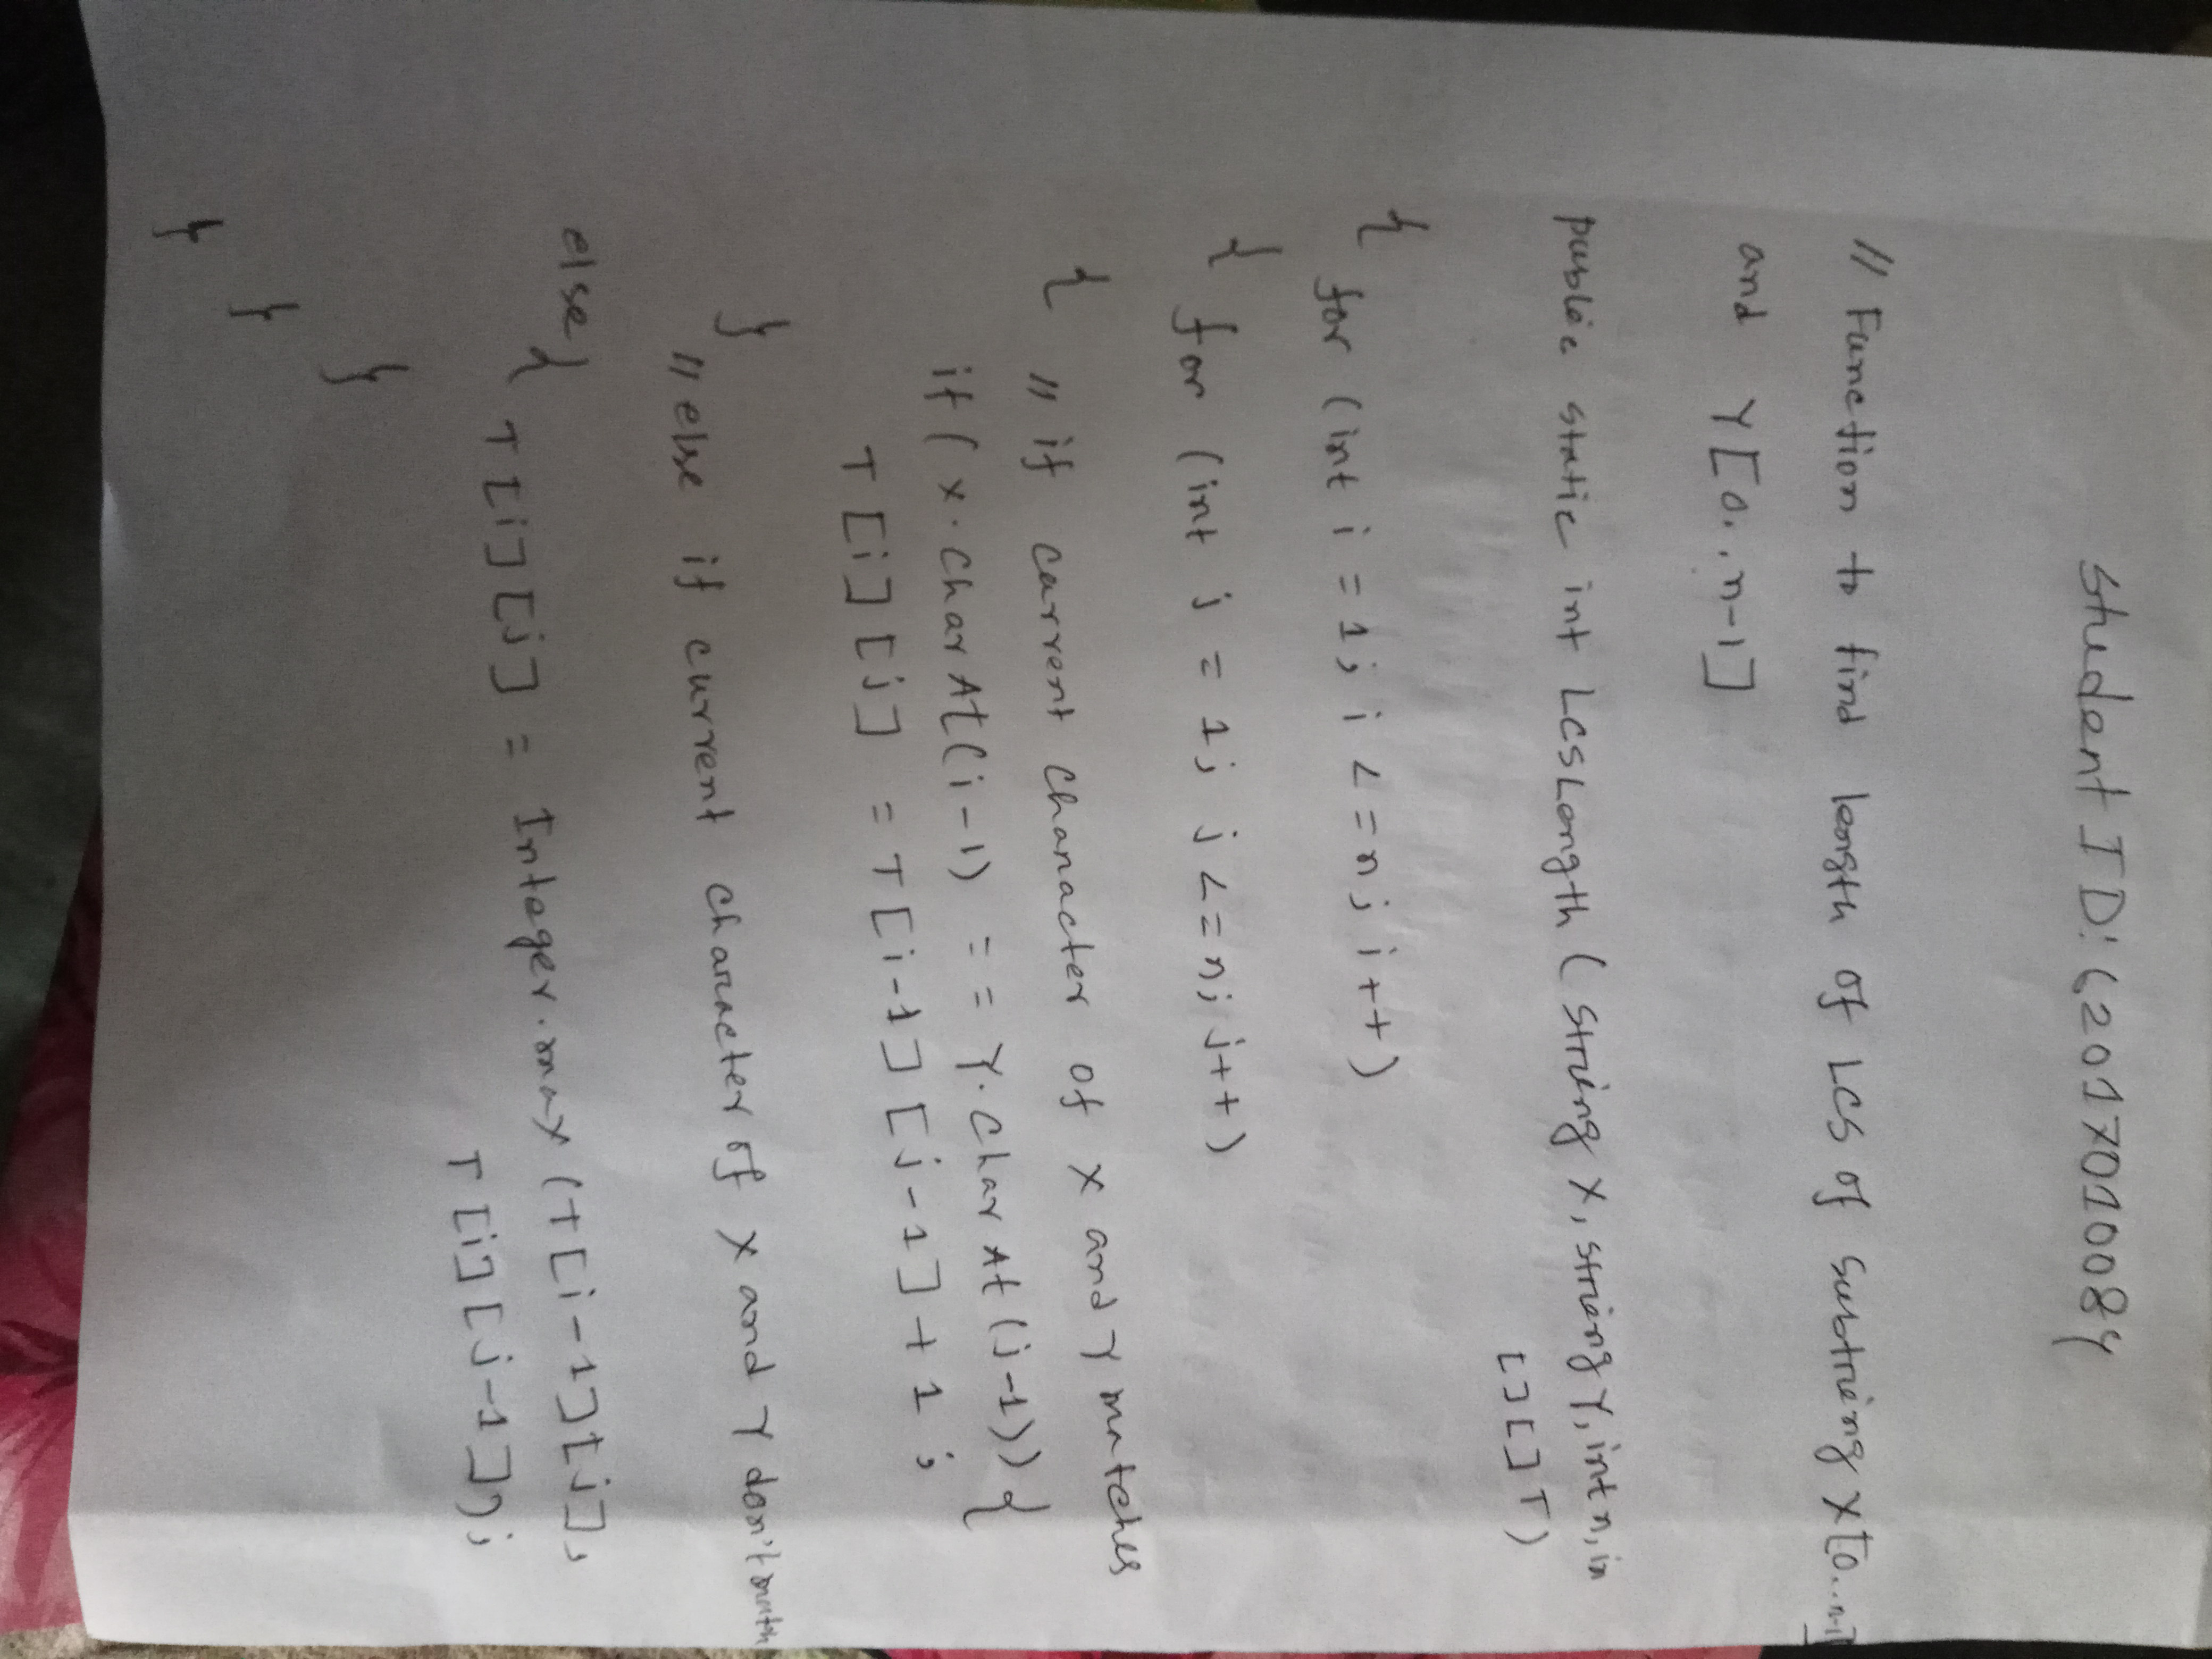 Student ID: (2017010084
// Function to find length of LCS of substring X[0...n-1]
and Y[0..n-1]
public static int LCSLength (string X, string Y, int n, in
[][]T)
{ for (int i = 1; i <= n; i++)
{ for (int j = 1; j <= n; j++)
{ // if current character of X and Y matches
if (x.charAt(i-1) == Y.charAt(j-1)) {
T[i][j] = T[i-1][j-1]+1;
}
// else if current character of X and Y don't match
else {
T[i][j] = Integer.max (T[i-1][j],
T[i][j-1]);
}
}
}